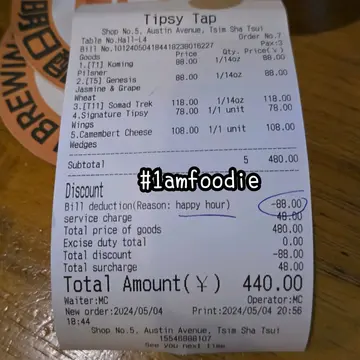 Tipsy Tap
Shop No.5, Austin Avenue, Tsim Sha Tsui
Table No.Hall-L4 Order No.7
Bill No.10124050418441823801622? Pax:3
Goods Price Qty. Price(¥)
1.[T1] Koming 88.00 1/14oz 88.00
Pilsner
2.[T5] Genesis 88.00 1/14oz 88.00
Jasmine & Grape
Wheat
3.[T11] Somad Trek 118.00 1/14oz 118.00
4.Signature Tipsy 78.00 1/1 unit 78.00
Wings
5.Camembert Cheese 108.00 1/1 unit 108.00
Wedges
Subtotal 5 480.00
#1amfoodie
Discount
Bill deduction(Reason: happy hour) -88.00
service charge 48.00
Total price of goods 480.00
Excise duty total 0.00
Total discount -88.00
Total surcharge 48.00
Total Amount(¥) 440.00
Waiter:MC Operator:MC
New order:2024/05/04 Print:2024/05/04 20:56
18:44
Shop No.5, Austin Avenue, Tsim Sha Tsui
15548888107
See you next time